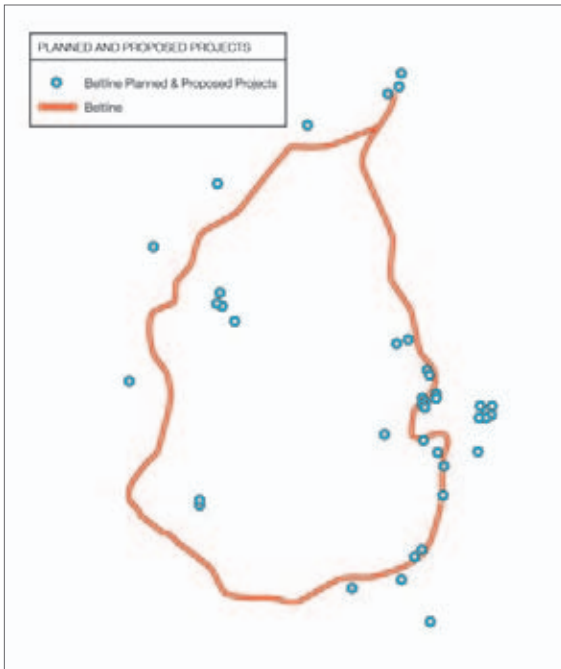 PLANNED AND PROPOSED PROJECTS
Beltline Planned & Proposed Projects
Beltline